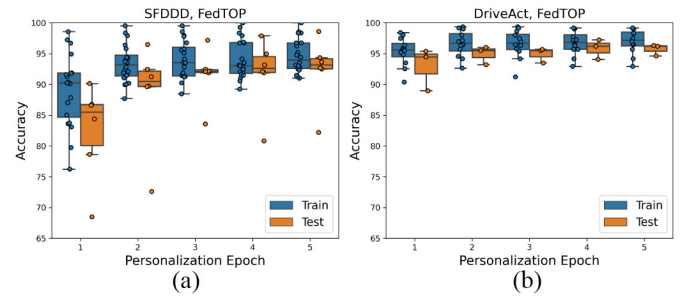 SFDDD, FedTOP
Accuracy
100
95
90
85
80
75
70
65
1 2 3 4 5
Personalization Epoch
Train
Test
(a)
DriveAct, FedTOP
Accuracy
100
95
90
85
80
75
70
65
1 2 3 4 5
Personalization Epoch
Train
Test
(b)